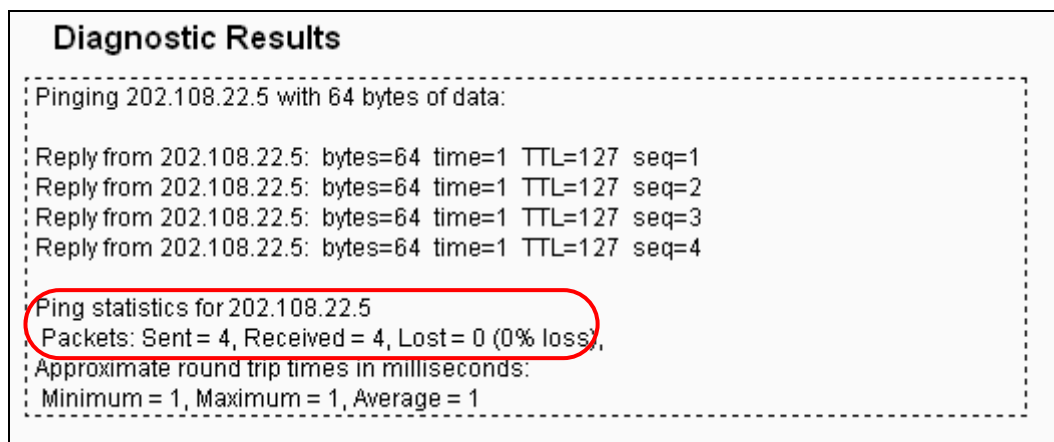 Diagnostic Results
Pinging 202.108.22.5 with 64 bytes of data:
Reply from 202.108.22.5: bytes=64 time=1 TTL=127 seq=1
Reply from 202.108.22.5: bytes=64 time=1 TTL=127 seq=2
Reply from 202.108.22.5: bytes=64 time=1 TTL=127 seq=3
Reply from 202.108.22.5: bytes=64 time=1 TTL=127 seq=4
Ping statistics for 202.108.22.5
Packets: Sent = 4, Received = 4, Lost = 0 (0% loss),
Approximate round trip times in milliseconds:
Minimum = 1, Maximum = 1, Average = 1